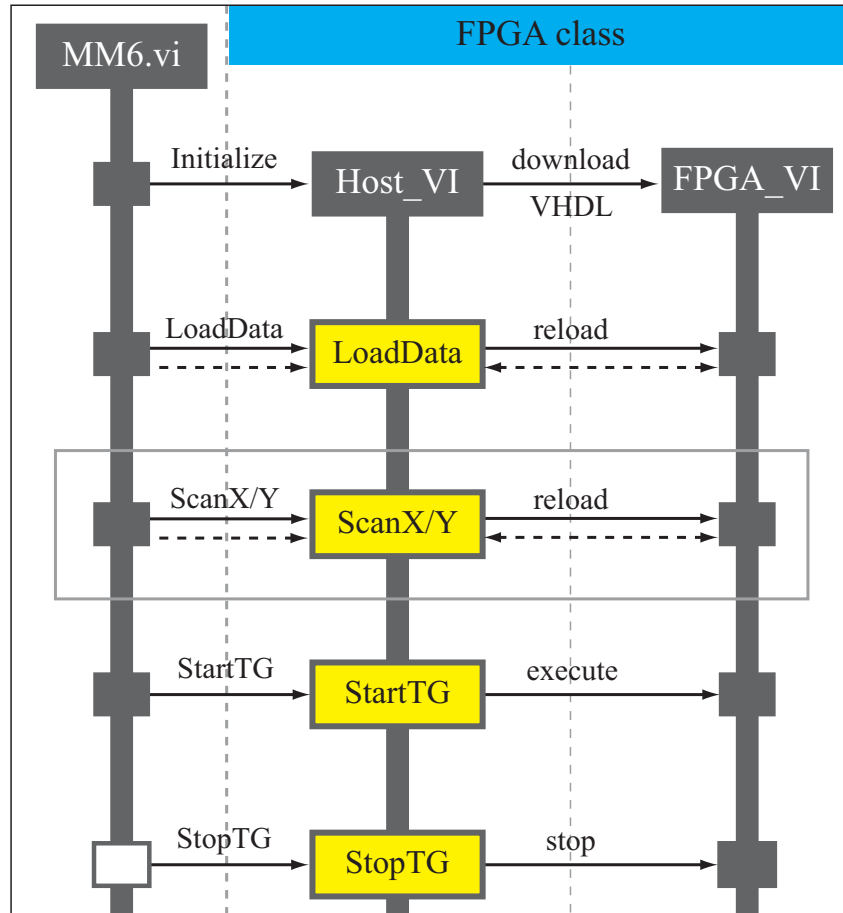 FPGA class
MM6.vi
Initialize
Host_VI
download
VHDL
FPGA_VI
LoadData
LoadData
reload
ScanX/Y
ScanX/Y
reload
StartTG
StartTG
execute
StopTG
StopTG
stop